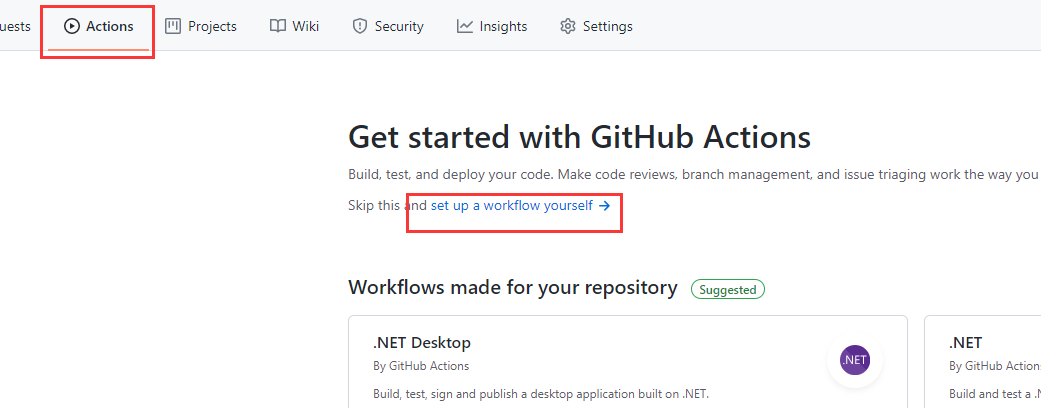 uests Actions Projects Wiki Security Insights Settings
Get started with GitHub Actions
Build, test, and deploy your code. Make code reviews, branch management, and issue triaging work the way you
Skip this and set up a workflow yourself →
Workflows made for your repository Suggested
.NET Desktop
By GitHub Actions
.NET
Build, test, sign and publish a desktop application built on .NET.
.NET
By GitHub Actions
Build and test a .N